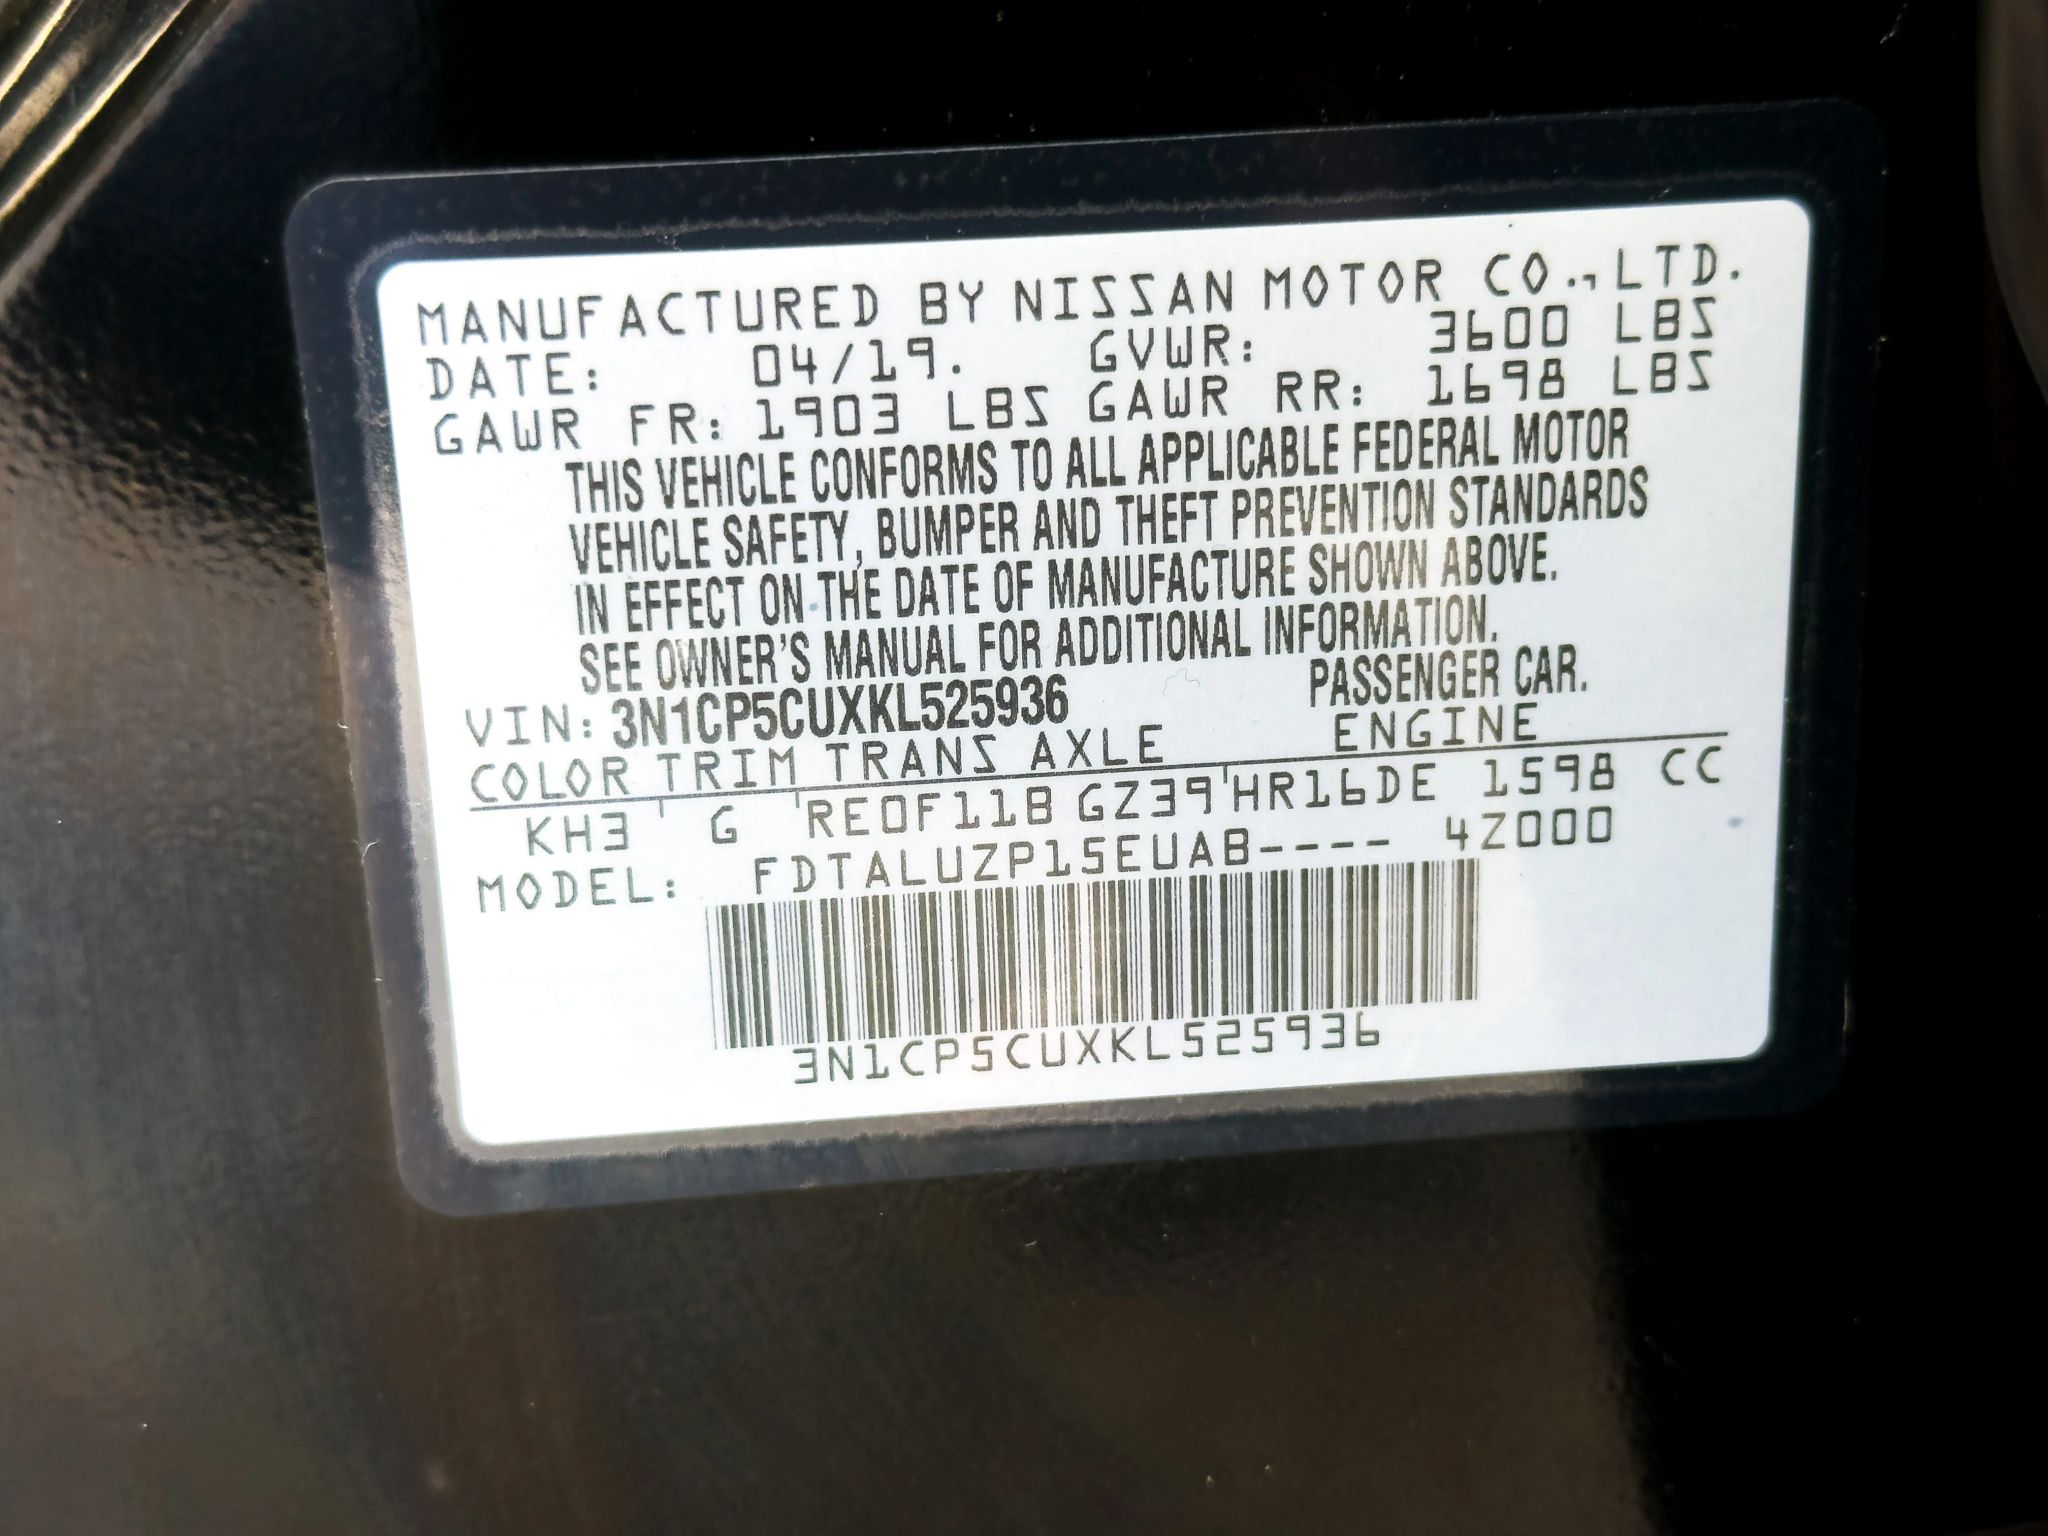 MANUFACTURED BY NISSAN MOTOR CO., LTD.
DATE: 04/19. GVWR: 3600 LBS
GAWR FR: 1903 LBS GAWR RR: 1698 LBS
THIS VEHICLE CONFORMS TO ALL APPLICABLE FEDERAL MOTOR
VEHICLE SAFETY, BUMPER AND THEFT PREVENTION STANDARDS
IN EFFECT ON THE DATE OF MANUFACTURE SHOWN ABOVE.
SEE OWNER'S MANUAL FOR ADDITIONAL INFORMATION.
VIN: 3N1CP5CUXKL525936 PASSENGER CAR.
COLOR TRIM TRANS AXLE ENGINE
KH3 G RE0F11B GZ39 HR16DE 1598 CC
MODEL: FDTALUZP15EUAB---- 4Z000
3N1CP5CUXKL525936